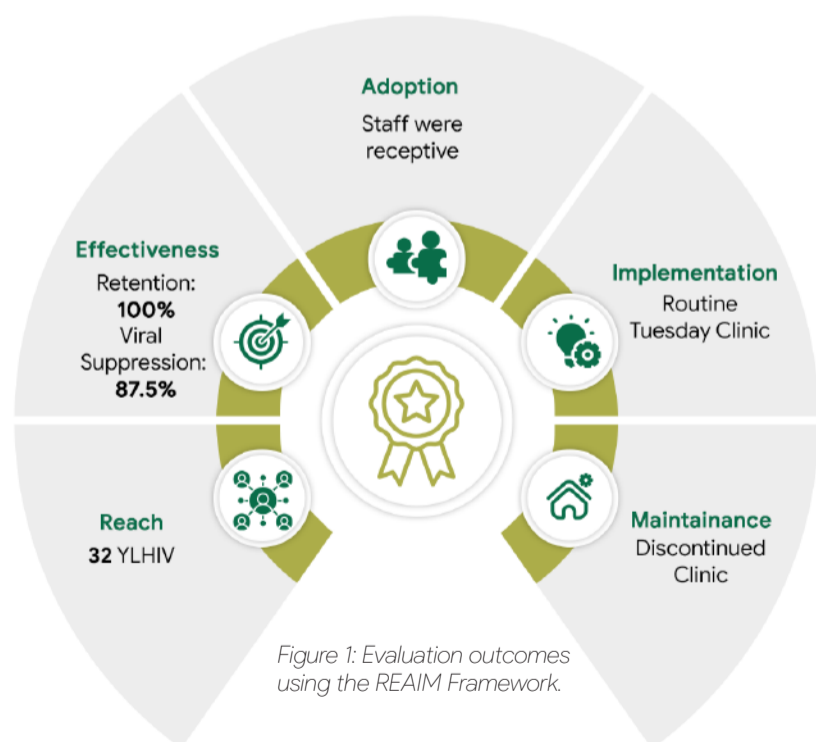 Adoption
Staff were
receptive
Effectiveness
Retention:
100%
Viral
Suppression:
87.5%
Implementation
Routine
Tuesday Clinic
Reach
32 YLHIV
Maintainance
Discontinued
Clinic
Figure 1: Evaluation outcomes
using the REAIM Framework.